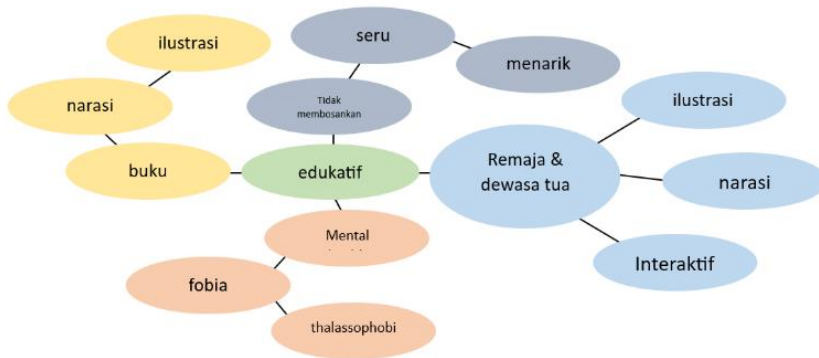 ilustrasi
seru
menarik
narasi
Tidak
membosankan
ilustrasi
buku
edukatif
Remaja &
dewasa tua
narasi
Mental
fobia
Interaktif
thalassophobi